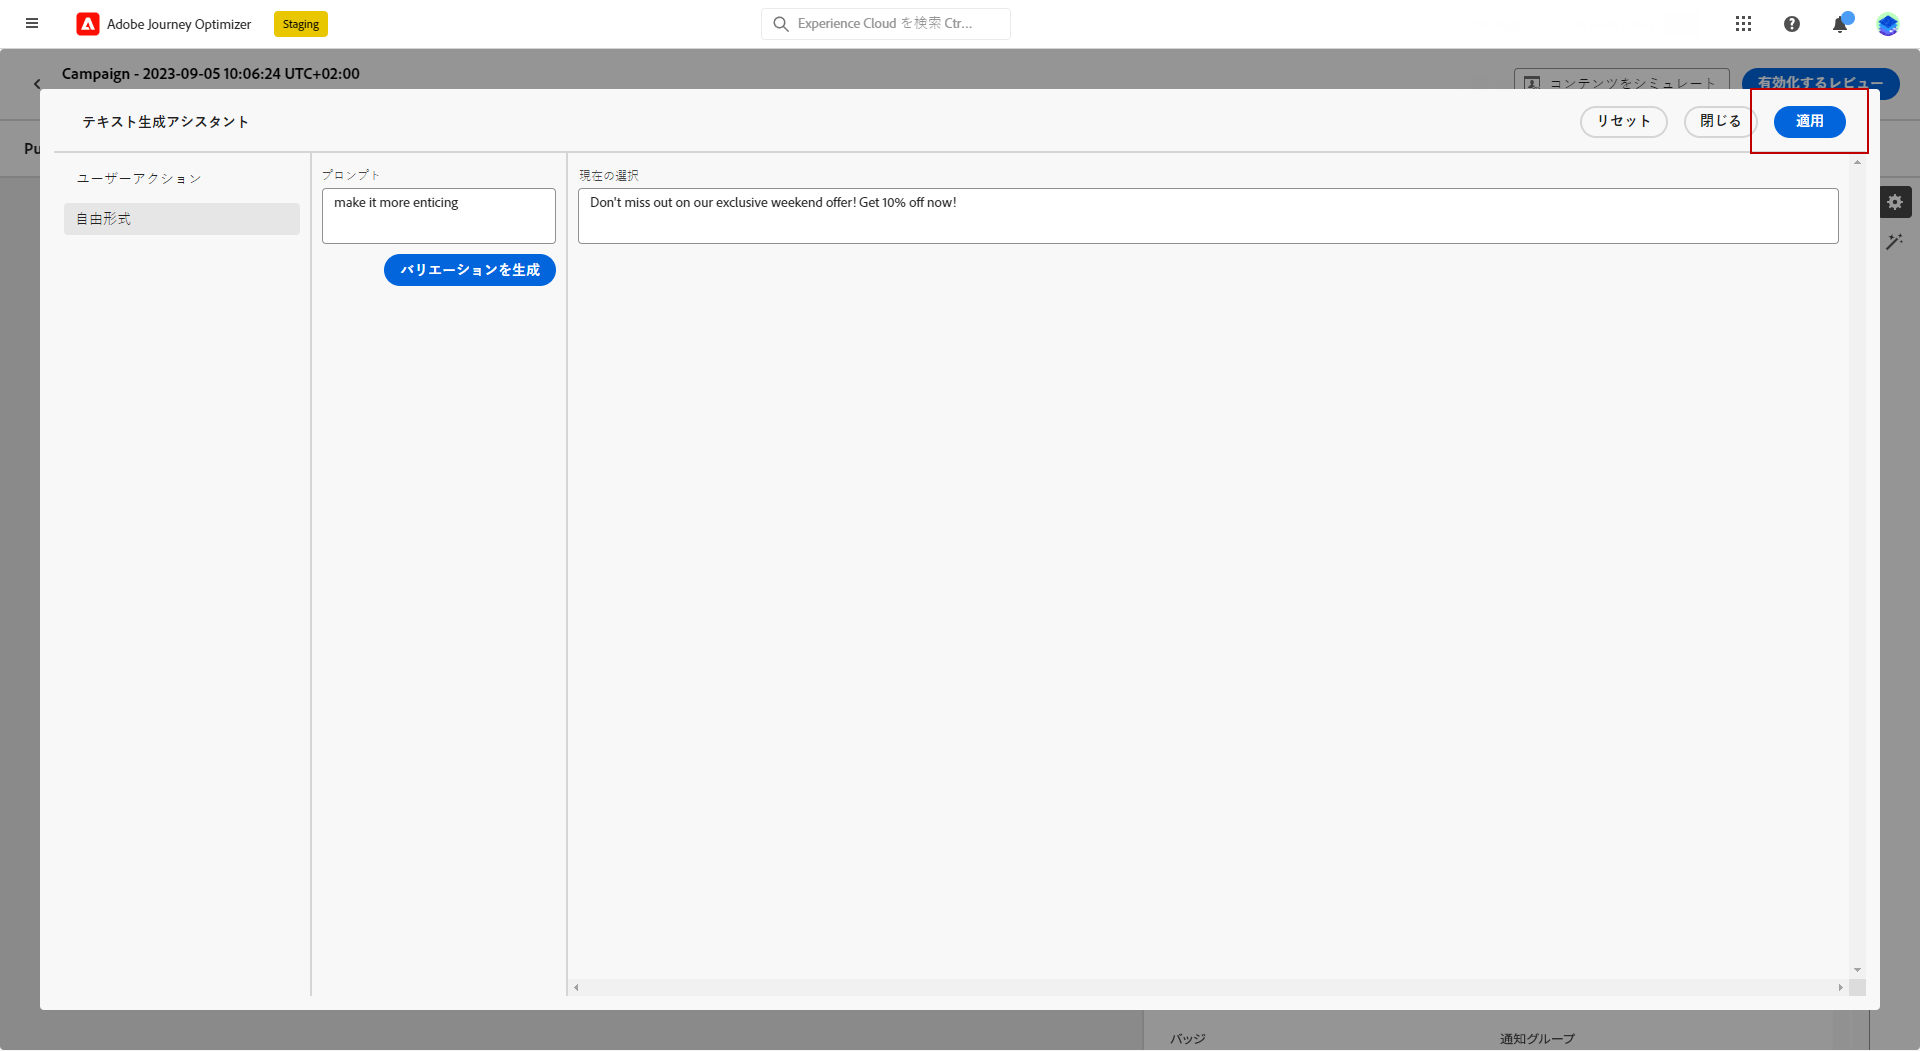 Adobe Journey Optimizer
Staging
Experience Cloud を検索 Ctr...
Campaign - 2023-09-05 10:06:24 UTC+02:00
コンテンツをシミュレート
有効化するレビュー
Pu
テキスト生成アシスタント
リセット
閉じる
適用
ユーザーアクション
自由形式
プロンプト
make it more enticing
バリエーションを生成
現在の選択
Don't miss out on our exclusive weekend offer! Get 10% off now!
バッジ
通知グループ